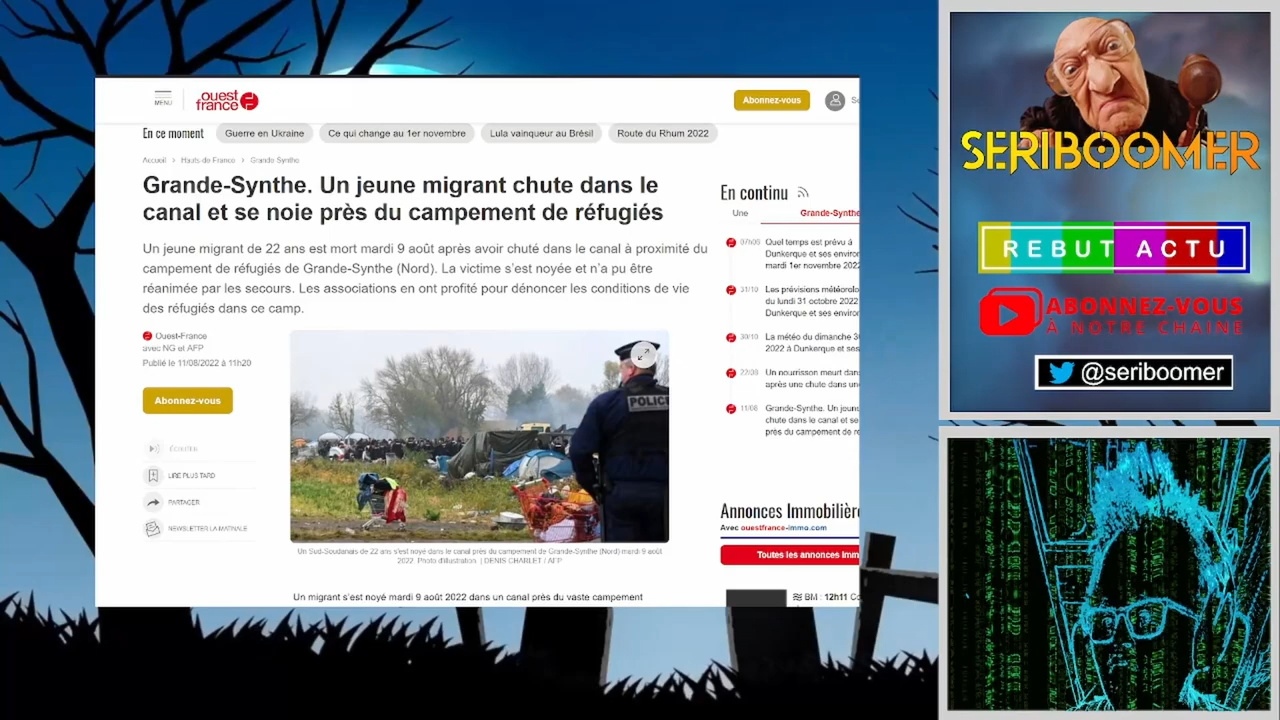 MENU
ouest
france
Abonnez-vous
En ce moment
Guerre en Ukraine
Ce qui change au 1er novembre
Lula vainqueur au Brésil
Route du Rhum 2022
Accueil > Hauts-de-France > Grande-Synthe
Grande-Synthe. Un jeune migrant chute dans le
canal et se noie près du campement de réfugiés
Un jeune migrant de 22 ans est mort mardi 9 août après avoir chuté dans le canal à proximité du
campement de réfugiés de Grande-Synthe (Nord). La victime s'est noyée et n'a pu être
réanimée par les secours. Les associations en ont profité pour dénoncer les conditions de vie
des réfugiés dans ce camp.
Ouest-France
avec NG et AFP
Publié le 11/08/2022 à 11h20
Abonnez-vous
ÉCOUTER
LIRE PLUS TARD
PARTAGER
NEWSLETTER LA MATINALE
POLICE
Un Sud-Soudanais de 22 ans s'est noyé dans le canal près du campement de Grande-Synthe (Nord) mardi 9 août
2022. Photo d'illustration. | DENIS CHARLET / AFP
Un migrant s'est noyé mardi 9 août 2022 dans un canal près du vaste campement
En continu
Une
Grande-Synthe
07h06 Quel temps est prévu à
Dunkerque et ses environ
mardi 1er novembre 2022
31/10 Les prévisions météorolo
du lundi 31 octobre 2022
Dunkerque et ses environ
30/10 La météo du dimanche 3
2022 à Dunkerque et ses
Un nourrisson meurt dan
après une chute dans un
11/08 Grande-Synthe. Un jeune
chute dans le canal et se
près du campement de ré
Annonces Immobilière
Avec ouestfrance-immo.com
Toutes les annonces imm
BM : 12h11 Co
SERIBOOMER
REBUT ACTU
ABONNEZ-VOUS
À NOTRE CHAINE
@seriboomer